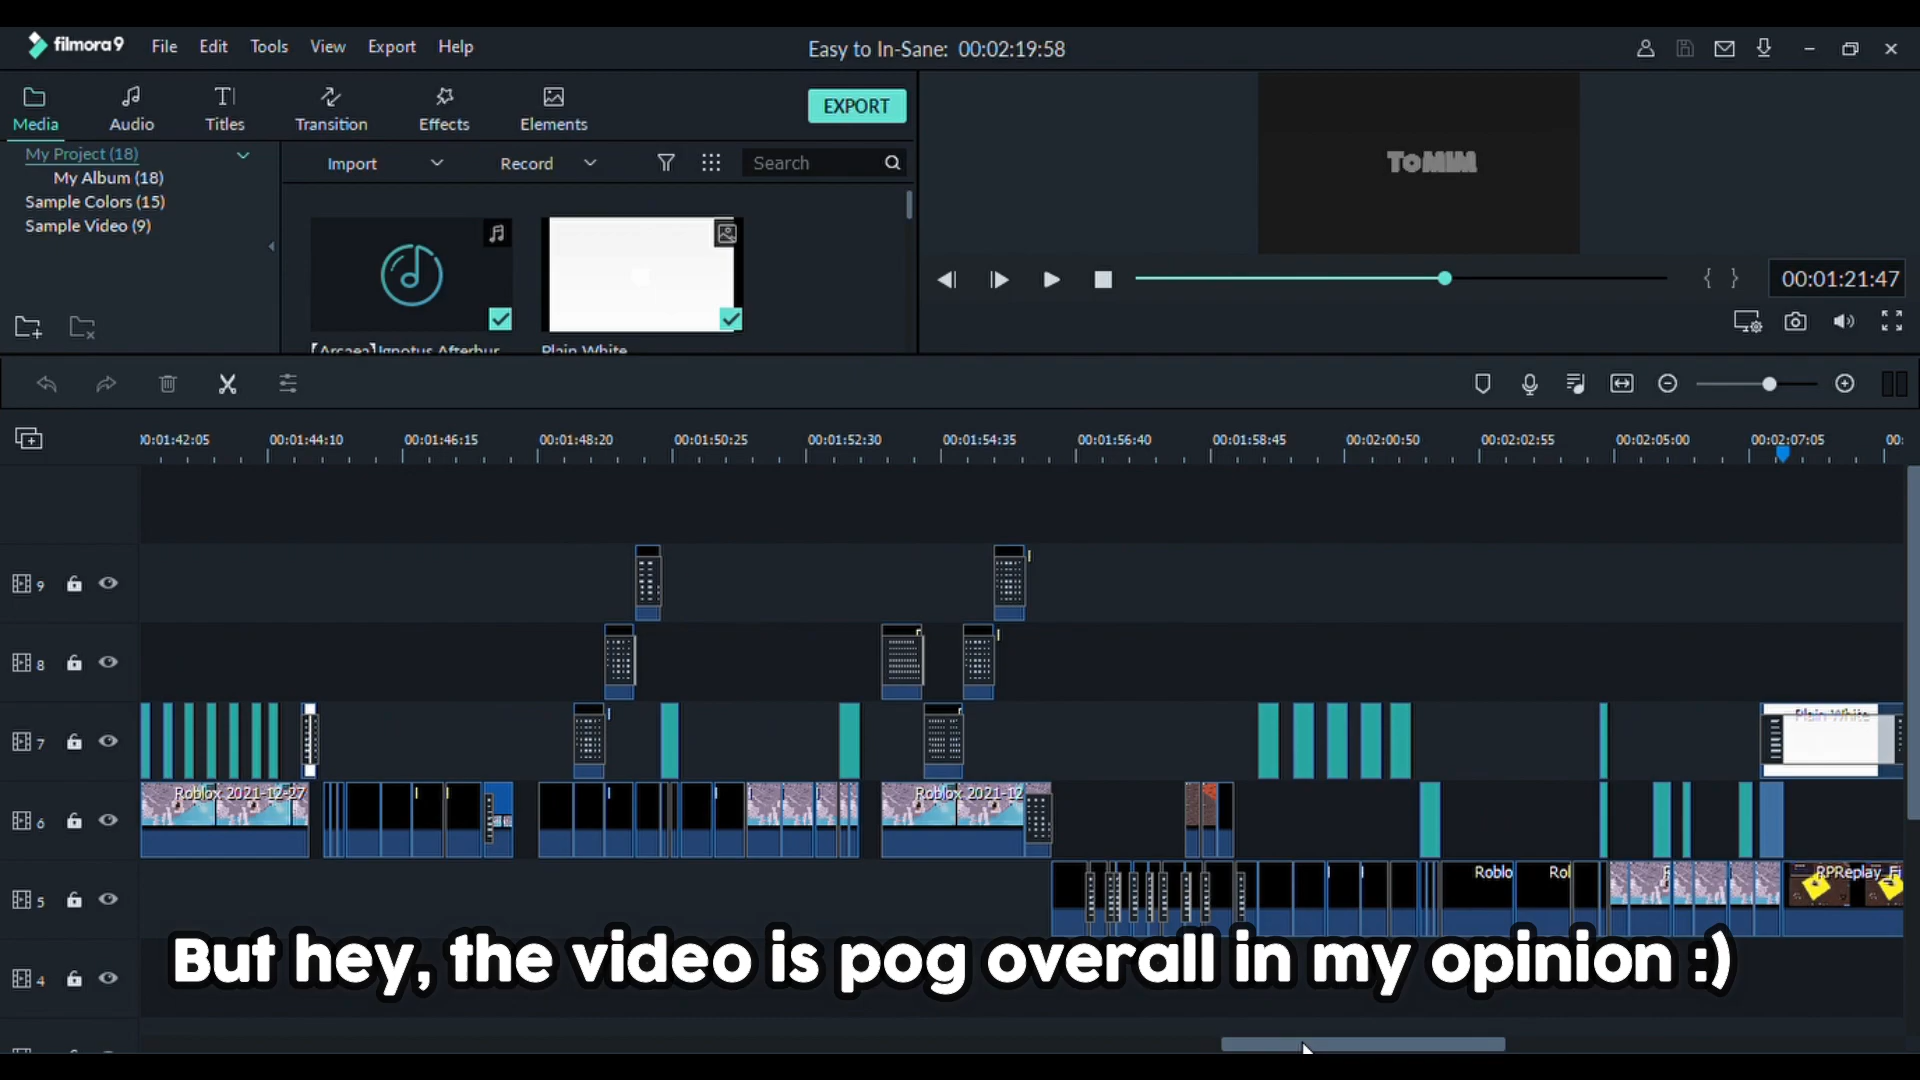 filmora9 File Edit Tools View Export Help Easy to In-Sane: 00:02:19:58
Media Audio Titles Transition Effects Elements EXPORT
My Project (18) Import Record Search
My Album (18)
Sample Colors (15)
Sample Video (9)
ToMIM
00:01:21:47
【Arcaea】Ignotus Afterbur Plain White
00:01:42:05 00:01:44:10 00:01:46:15 00:01:48:20 00:01:50:25 00:01:52:30 00:01:54:35 00:01:56:40 00:01:58:45 00:02:00:50 00:02:02:55 00:02:05:00 00:02:07:05 00:
9
8
7 Plain White
6 Roblox 2021-12-27 Roblox 2021-12
5 Roblo Rol RPReplay_Fi
But hey, the video is pog overall in my opinion :)
4